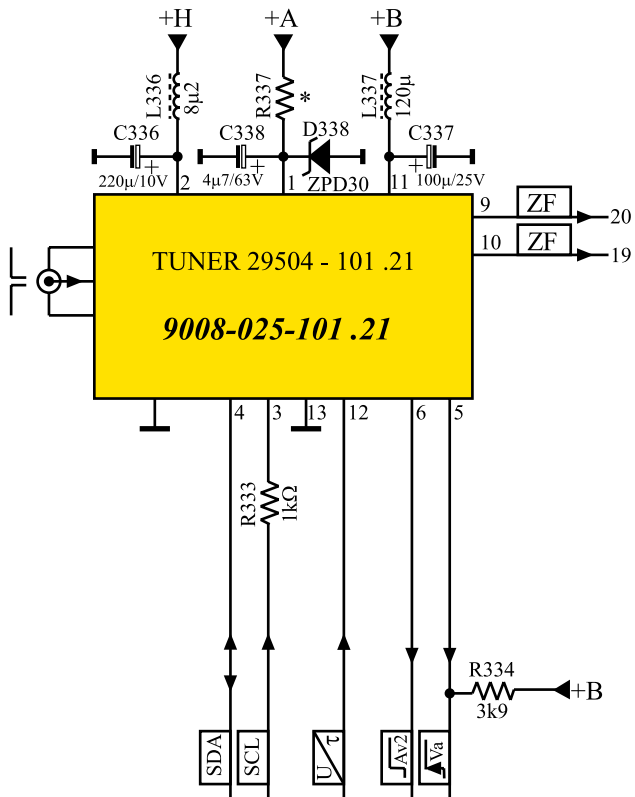 +H
+A
+B
L336
8µ2
R337
*
L337
120µ
C336
C338
D338
C337
+
+
+
220µ/10V
2
4µ7/63V
1
ZPD30
11
100µ/25V
9
ZF
20
10
ZF
19
TUNER 29504 - 101 .21
9008-025-101 .21
4
3
13
12
6
5
R333
1kΩ
R334
+B
3k9
SDA
SCL
U
τ
Av2
Va